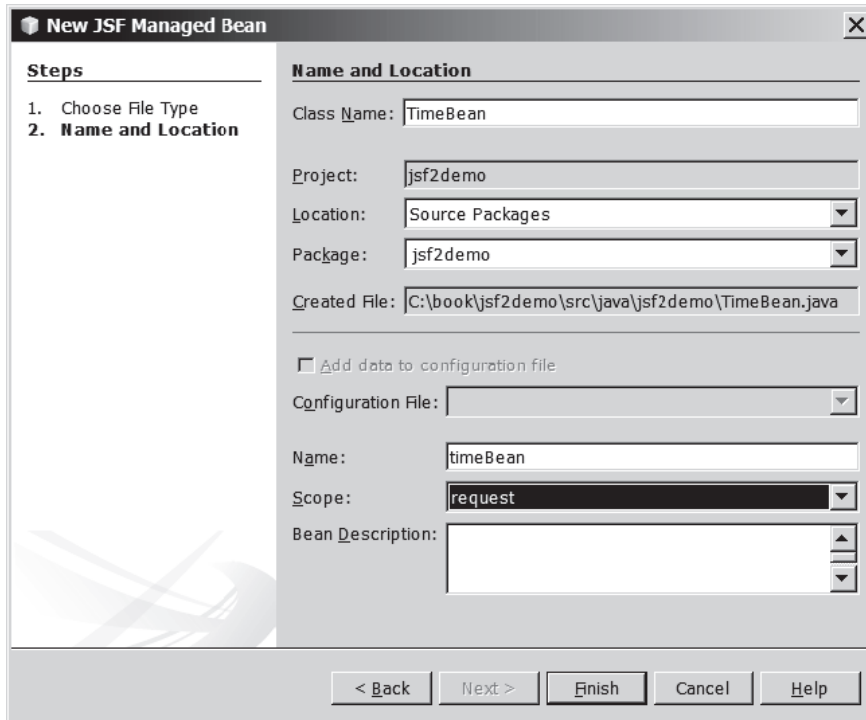 New JSF Managed Bean
Steps
1. Choose File Type
2. Name and Location
Name and Location
Class Name: TimeBean
Project: jsf2demo
Location: Source Packages
Package: jsf2demo
Created File: C:\book\jsf2demo\src\java\jsf2demo\TimeBean.java
Add data to configuration file
Configuration File:
Name: timeBean
Scope: request
Bean Description:
< Back Next > Finish Cancel Help